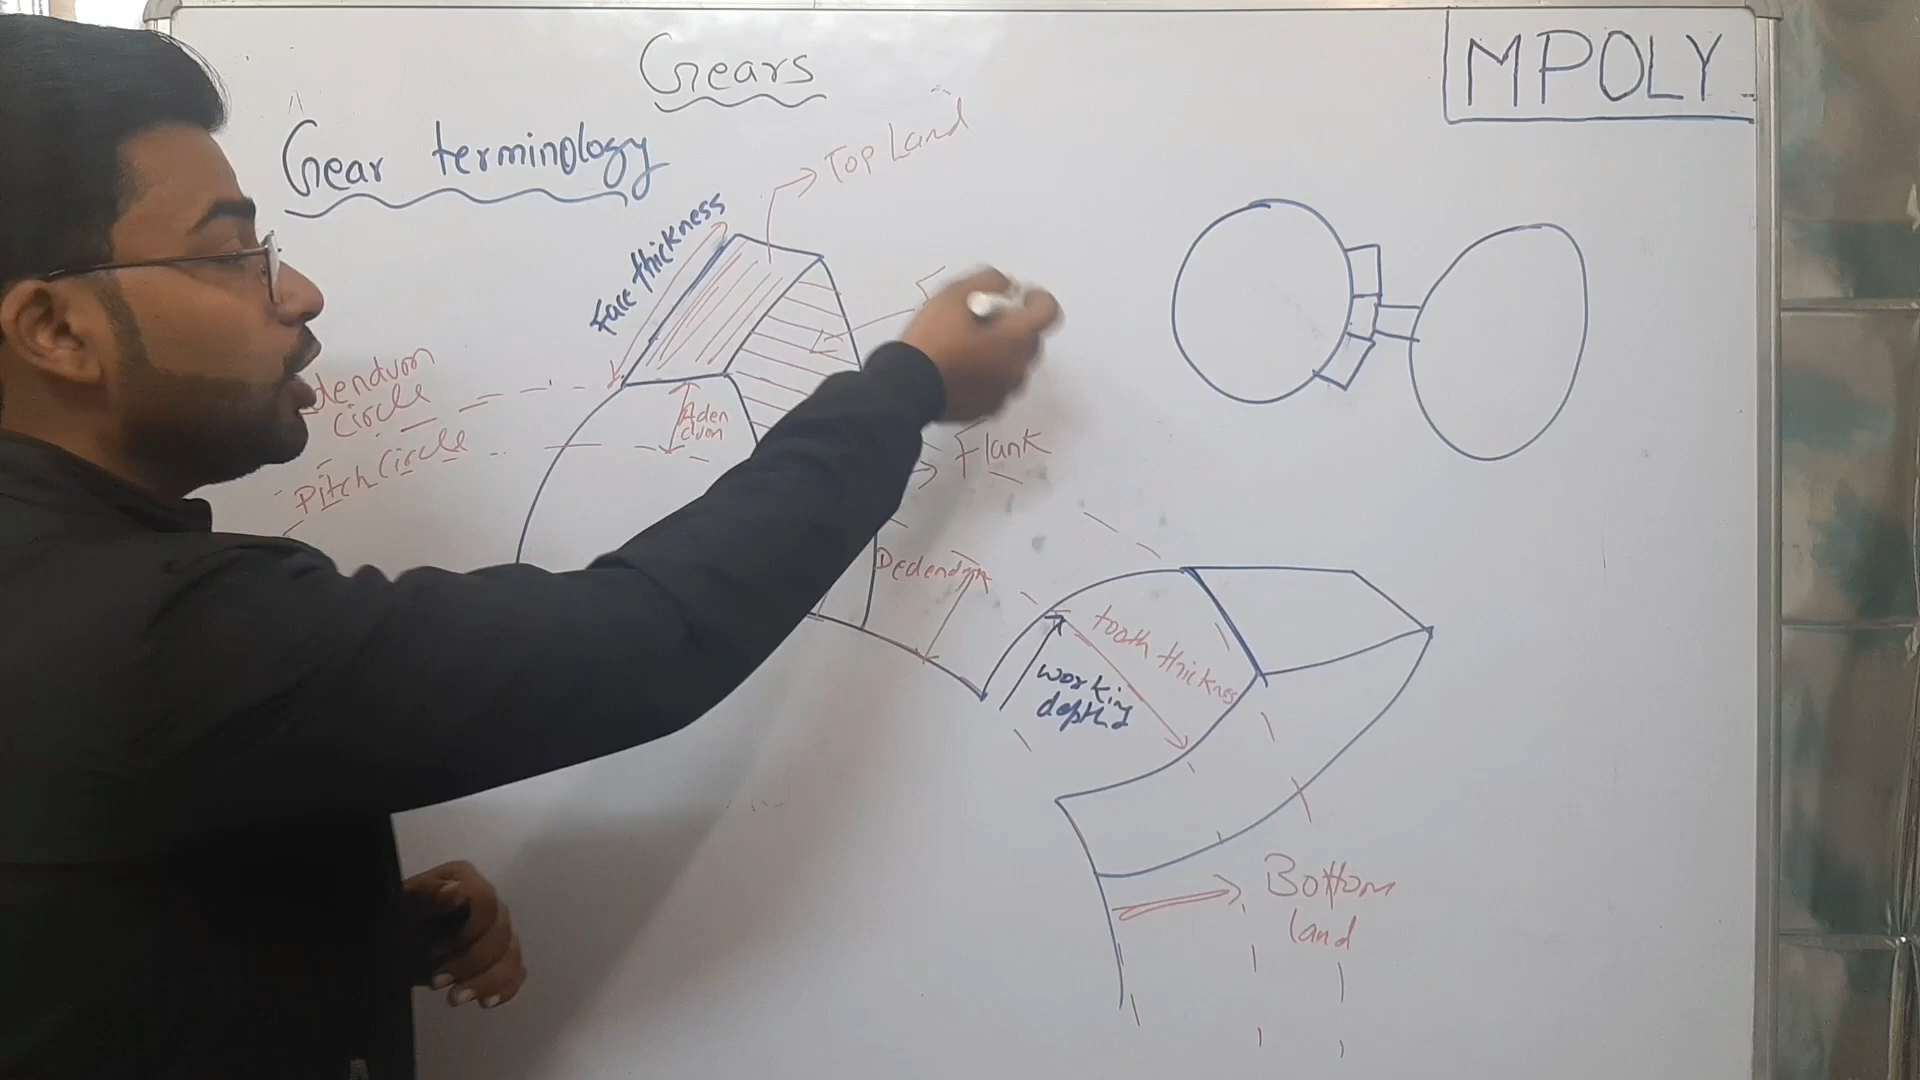 Gears
MPOLY
Gear terminology
Top Land
Face thickness
dendum
circle
Pitch circle
Aden
dum
Flank
Dedendum
tooth thickness
working
depth
Bottom
land